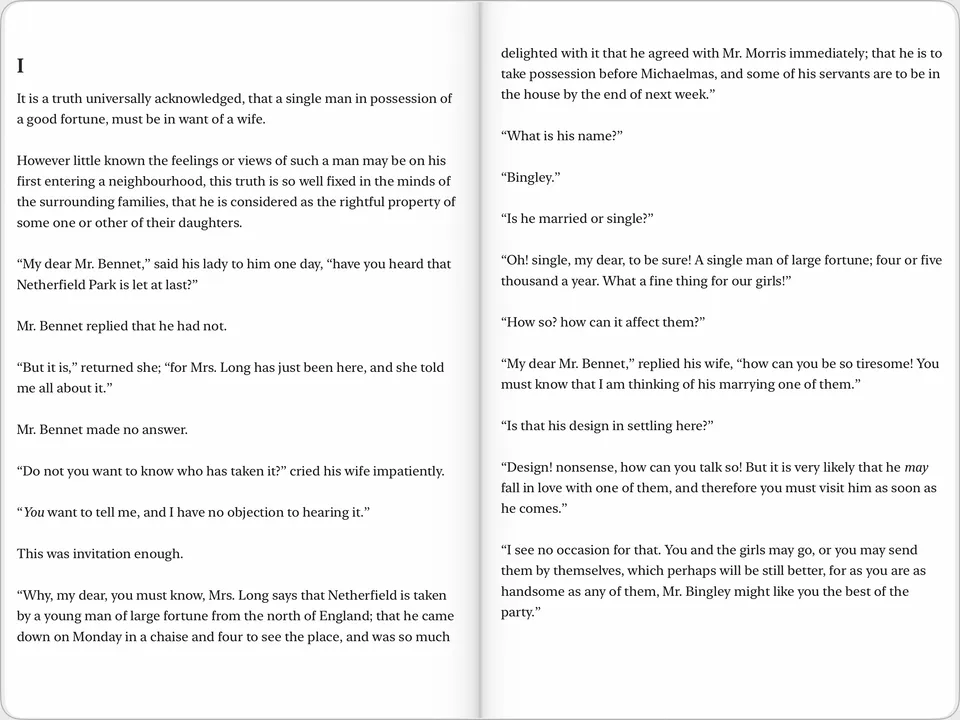 I
It is a truth universally acknowledged, that a single man in possession of
a good fortune, must be in want of a wife.
However little known the feelings or views of such a man may be on his
first entering a neighbourhood, this truth is so well fixed in the minds of
the surrounding families, that he is considered as the rightful property of
some one or other of their daughters.
“My dear Mr. Bennet,” said his lady to him one day, “have you heard that
Netherfield Park is let at last?”
Mr. Bennet replied that he had not.
“But it is,” returned she; “for Mrs. Long has just been here, and she told
me all about it.”
Mr. Bennet made no answer.
“Do not you want to know who has taken it?” cried his wife impatiently.
“You want to tell me, and I have no objection to hearing it.”
This was invitation enough.
“Why, my dear, you must know, Mrs. Long says that Netherfield is taken
by a young man of large fortune from the north of England; that he came
down on Monday in a chaise and four to see the place, and was so much
delighted with it that he agreed with Mr. Morris immediately; that he is to
take possession before Michaelmas, and some of his servants are to be in
the house by the end of next week.”
“What is his name?”
“Bingley.”
“Is he married or single?”
“Oh! single, my dear, to be sure! A single man of large fortune; four or five
thousand a year. What a fine thing for our girls!”
“How so? how can it affect them?”
“My dear Mr. Bennet,” replied his wife, “how can you be so tiresome! You
must know that I am thinking of his marrying one of them.”
“Is that his design in settling here?”
“Design! nonsense, how can you talk so! But it is very likely that he may
fall in love with one of them, and therefore you must visit him as soon as
he comes.”
“I see no occasion for that. You and the girls may go, or you may send
them by themselves, which perhaps will be still better, for as you are as
handsome as any of them, Mr. Bingley might like you the best of the
party.”